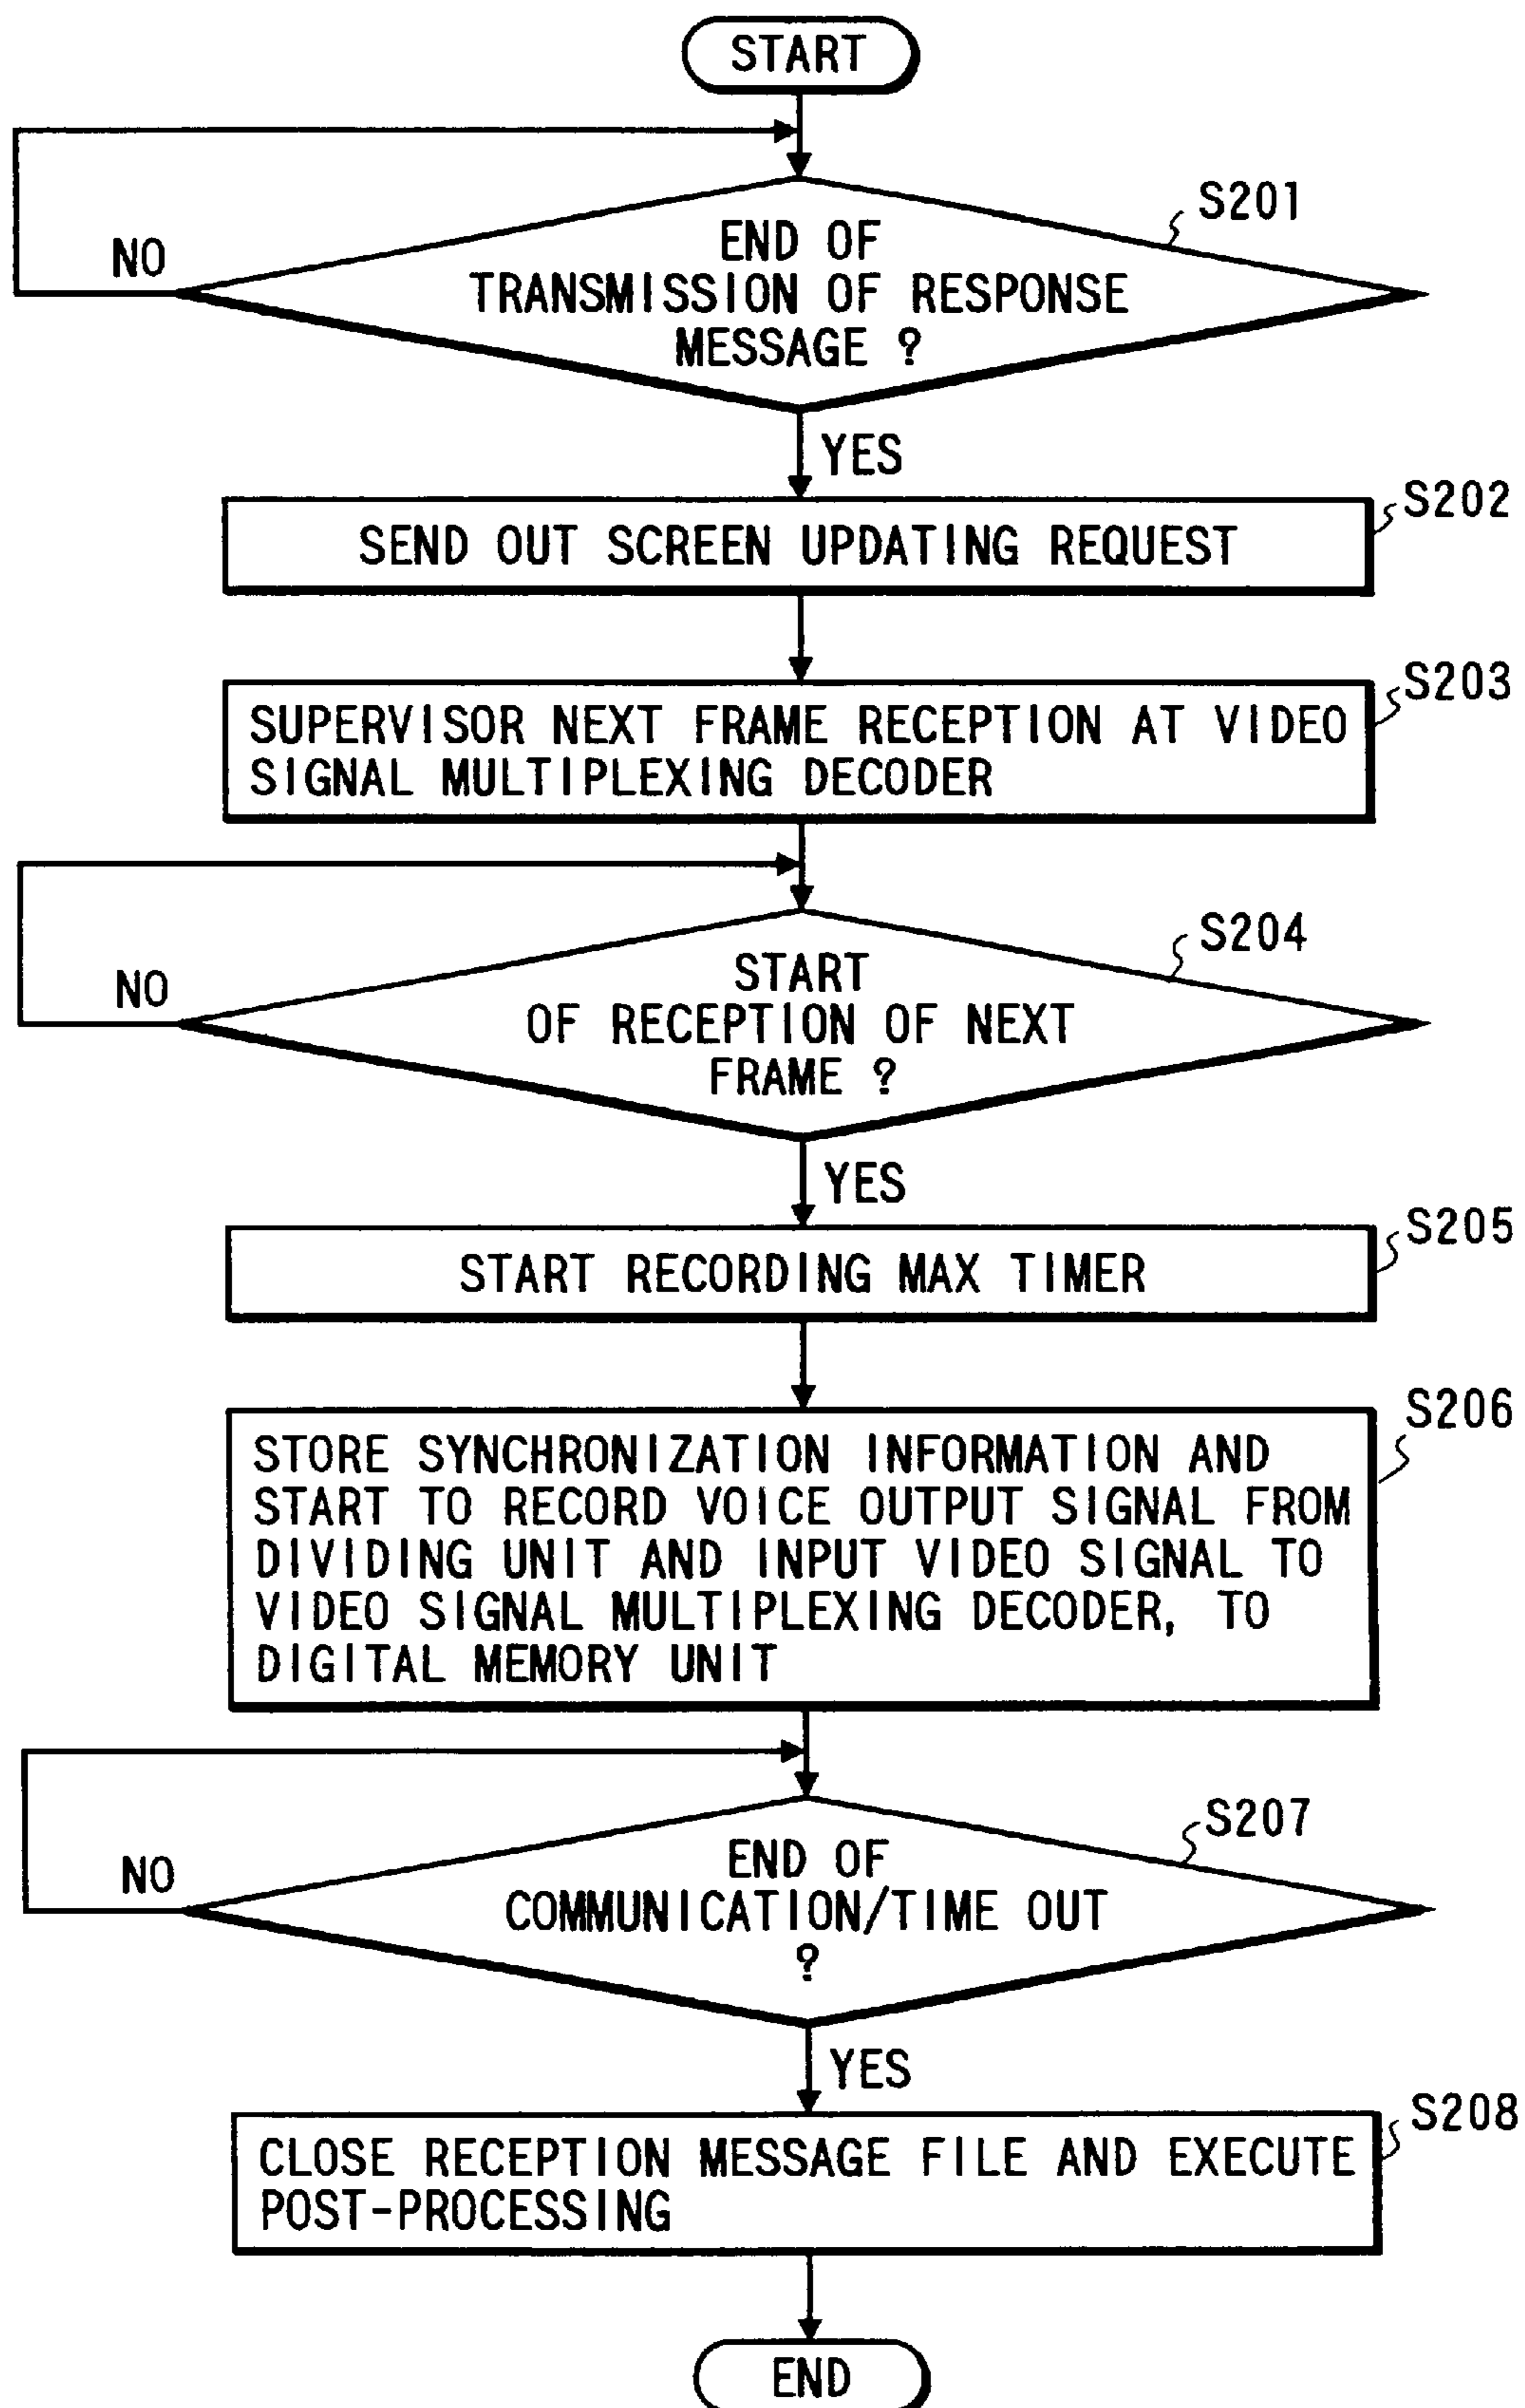 START
S201
NO
END OF
TRANSMISSION OF RESPONSE
MESSAGE ?
YES
S202
SEND OUT SCREEN UPDATING REQUEST
S203
SUPERVISOR NEXT FRAME RECEPTION AT VIDEO
SIGNAL MULTIPLEXING DECODER
S204
NO
START
OF RECEPTION OF NEXT
FRAME ?
YES
S205
START RECORDING MAX TIMER
S206
STORE SYNCHRONIZATION INFORMATION AND
START TO RECORD VOICE OUTPUT SIGNAL FROM
DIVIDING UNIT AND INPUT VIDEO SIGNAL TO
VIDEO SIGNAL MULTIPLEXING DECODER, TO
DIGITAL MEMORY UNIT
S207
NO
END OF
COMMUNICATION/TIME OUT
?
YES
S208
CLOSE RECEPTION MESSAGE FILE AND EXECUTE
POST-PROCESSING
END